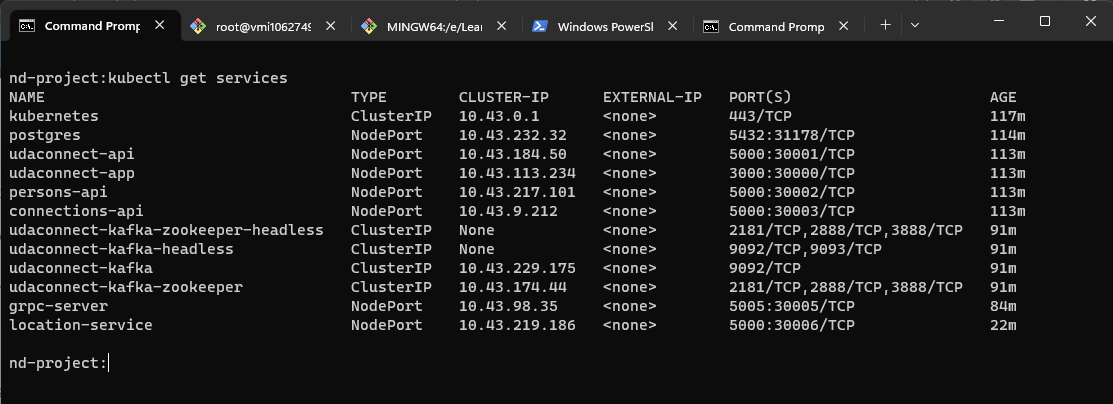 Command Promp root@vmi1062749 MINGW64:/e/Lear Windows PowerSl Command Promp
nd-project:kubectl get services
NAME TYPE CLUSTER-IP EXTERNAL-IP PORT(S) AGE
kubernetes ClusterIP 10.43.0.1 <none> 443/TCP 117m
postgres NodePort 10.43.232.32 <none> 5432:31178/TCP 114m
udaconnect-api NodePort 10.43.184.50 <none> 5000:30001/TCP 113m
udaconnect-app NodePort 10.43.113.234 <none> 3000:30000/TCP 113m
persons-api NodePort 10.43.217.101 <none> 5000:30002/TCP 113m
connections-api NodePort 10.43.9.212 <none> 5000:30003/TCP 113m
udaconnect-kafka-zookeeper-headless ClusterIP None <none> 2181/TCP,2888/TCP,3888/TCP 91m
udaconnect-kafka-headless ClusterIP None <none> 9092/TCP,9093/TCP 91m
udaconnect-kafka ClusterIP 10.43.229.175 <none> 9092/TCP 91m
udaconnect-kafka-zookeeper ClusterIP 10.43.174.44 <none> 2181/TCP,2888/TCP,3888/TCP 91m
grpc-server NodePort 10.43.98.35 <none> 5005:30005/TCP 84m
location-service NodePort 10.43.219.186 <none> 5000:30006/TCP 22m
nd-project: